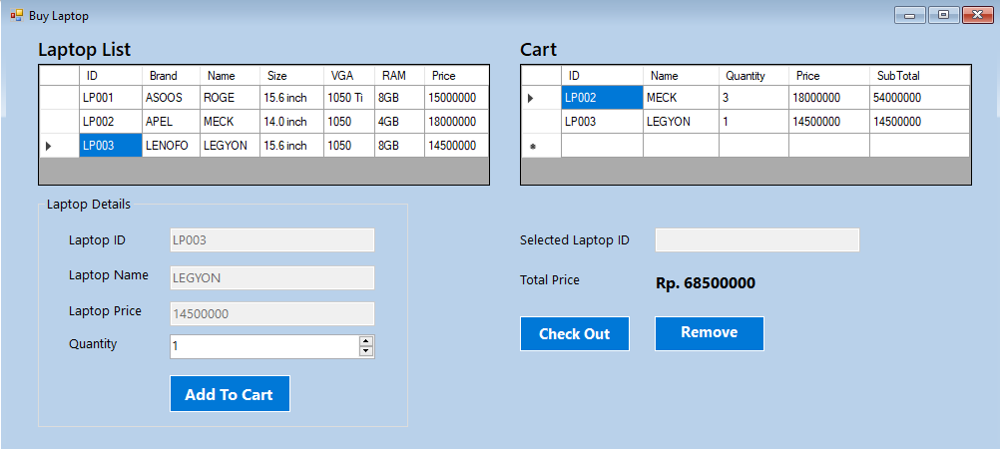 Buy Laptop
Laptop List
ID Brand Name Size VGA RAM Price
LP001 ASOOS ROGE 15.6 inch 1050 Ti 8GB 15000000
LP002 APEL MECK 14.0 inch 1050 4GB 18000000
LP003 LENOFO LEGYON 15.6 inch 1050 8GB 14500000
Cart
ID Name Quantity Price SubTotal
LP002 MECK 3 18000000 54000000
LP003 LEGYON 1 14500000 14500000
Laptop Details
Laptop ID LP003
Laptop Name LEGYON
Laptop Price 14500000
Quantity 1
Add To Cart
Selected Laptop ID
Total Price Rp. 68500000
Check Out Remove